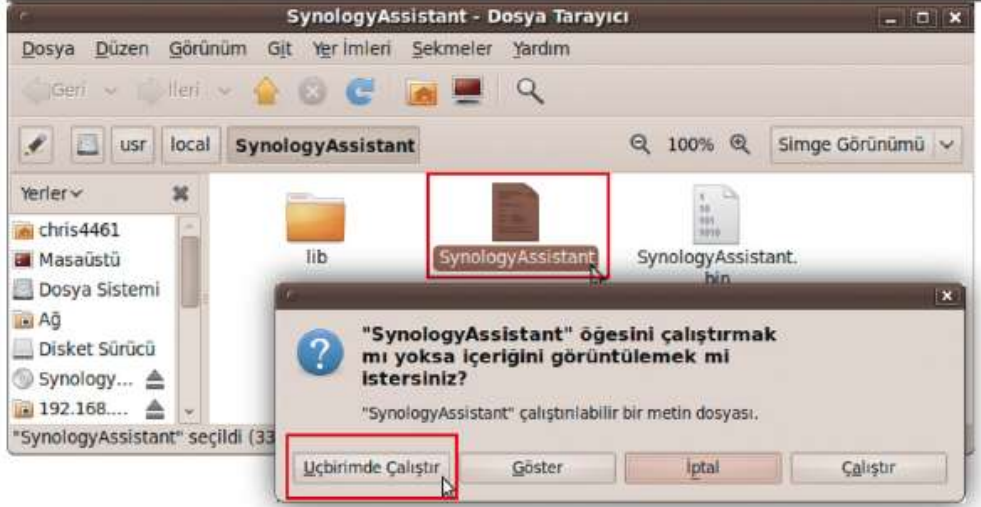 SynologyAssistant - Dosya Tarayıcı
Dosya Düzen Görünüm Git Yer İmleri Sekmeler Yardım
Geri İleri
usr local SynologyAssistant 100% Simge Görünümü
Yerler
chris4461
Masaüstü
Dosya Sistemi
Ağ
Disket Sürücü
Synology...
192.168....
lib
SynologyAssistant
SynologyAssistant.
bin
"SynologyAssistant" seçildi (33
"SynologyAssistant" öğesini çalıştırmak
mı yoksa içeriğini görüntülemek mi
istersiniz?
"SynologyAssistant" çalıştırılabilir bir metin dosyası.
Uçbirimde Çalıştır Göster İptal Çalıştır